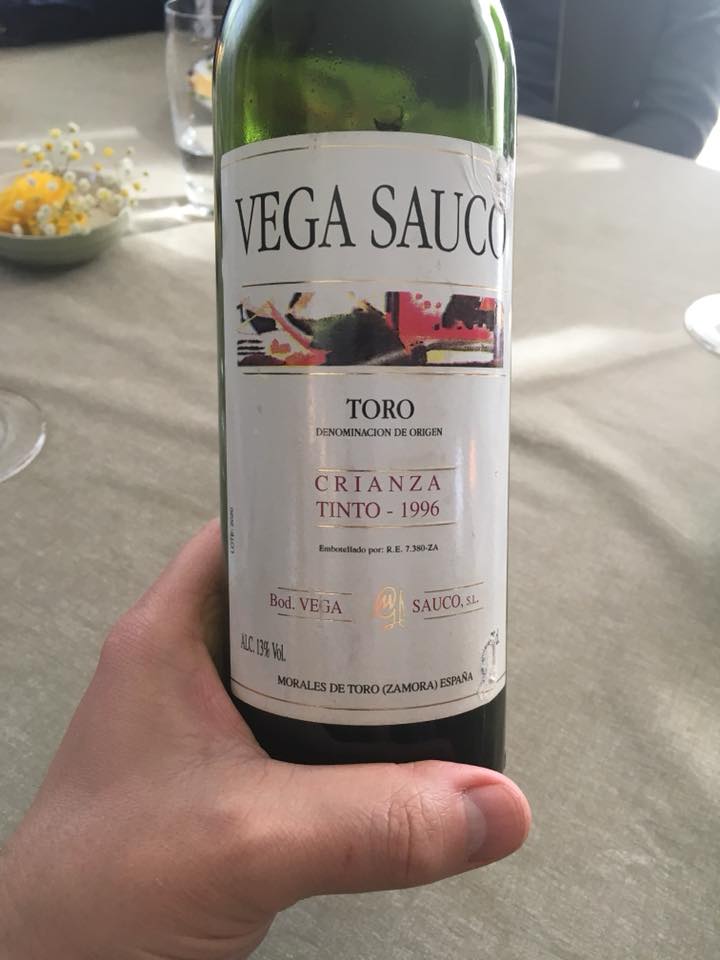 VEGA SAUCO
TORO
DENOMINACION DE ORIGEN
CRIANZA
TINTO - 1996
Embotellado por: R.E. 7.380-ZA
Bod. VEGA SAUCO, S.L.
ALC. 13% Vol.
MORALES DE TORO (ZAMORA) ESPAÑA